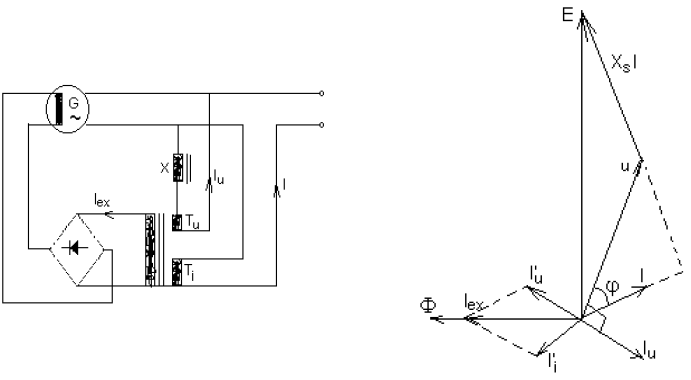 G
~
X
I_u
I
I_ex
T_u
T_i
E
X_s I
u
φ
I
I'_u
I_ex
Φ
I'_i
I_u